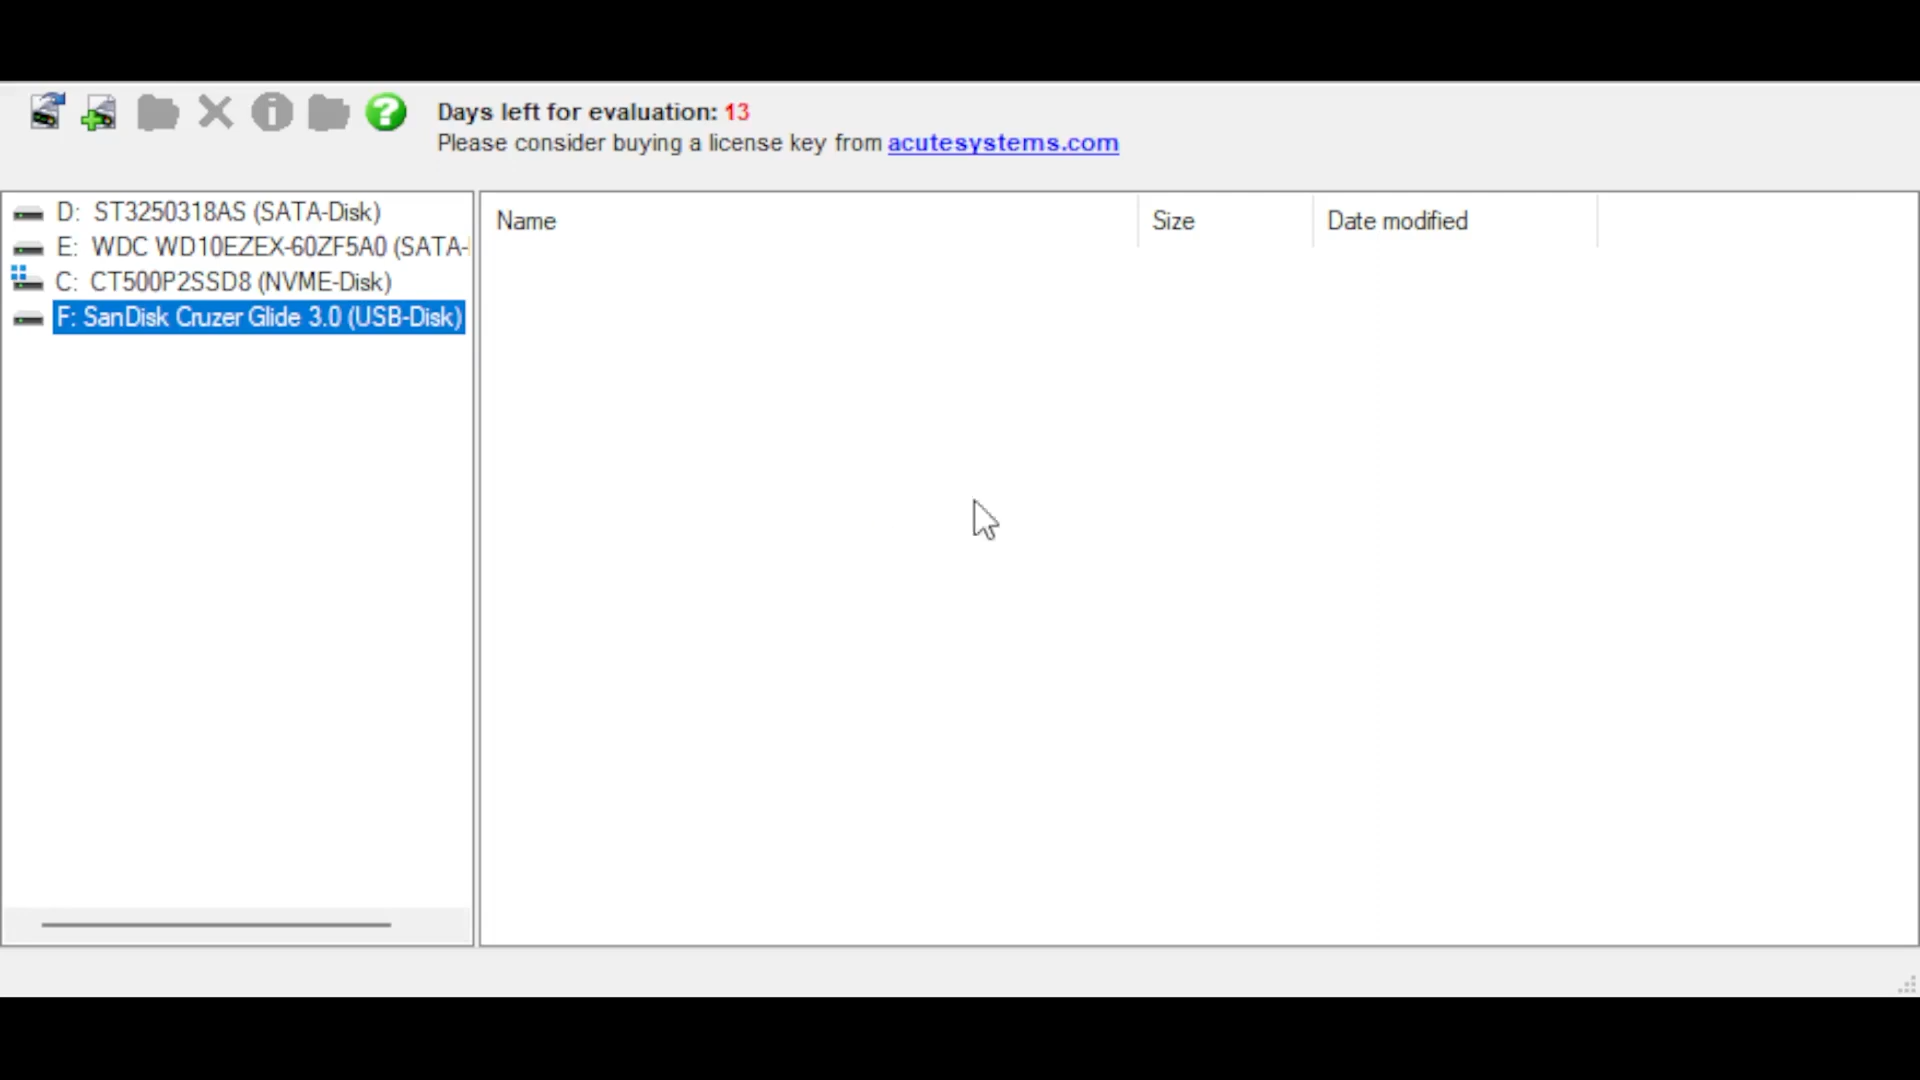 Days left for evaluation: 13
Please consider buying a license key from acutesystems.com
D: ST3250318AS (SATA-Disk)
E: WDC WD10EZEX-60ZF5A0 (SATA-
C: CT500P2SSD8 (NVME-Disk)
F: SanDisk Cruzer Glide 3.0 (USB-Disk)
Name Size Date modified